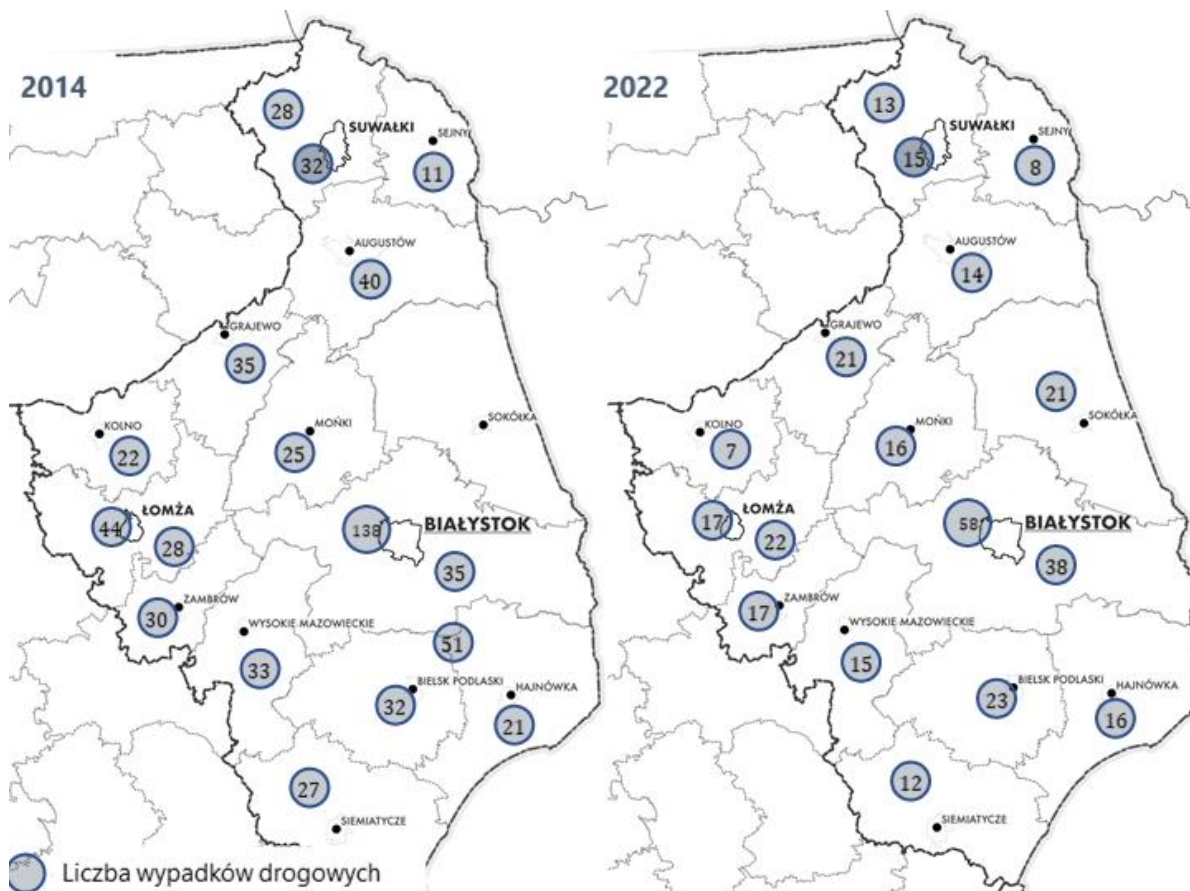 2014
28
SUWAŁKI
SEJNY
32
11
AUGUSTÓW
40
GRAJEWO
35
SOKÓŁKA
KOLNO
MOŃKI
22
25
ŁOMŻA
44
138
BIAŁYSTOK
28
35
ZAMBRÓW
30
WYSOKIE MAZOWIECKIE
51
33
BIELSK PODLASKI
HAJNÓWKA
32
21
27
SIEMIATYCZE
Liczba wypadków drogowych
2022
13
SUWAŁKI
SEJNY
15
8
AUGUSTÓW
14
GRAJEWO
21
21
SOKÓŁKA
KOLNO
MOŃKI
7
16
ŁOMŻA
17
58
BIAŁYSTOK
22
38
ZAMBRÓW
17
WYSOKIE MAZOWIECKIE
15
BIELSK PODLASKI
HAJNÓWKA
23
16
12
SIEMIATYCZE